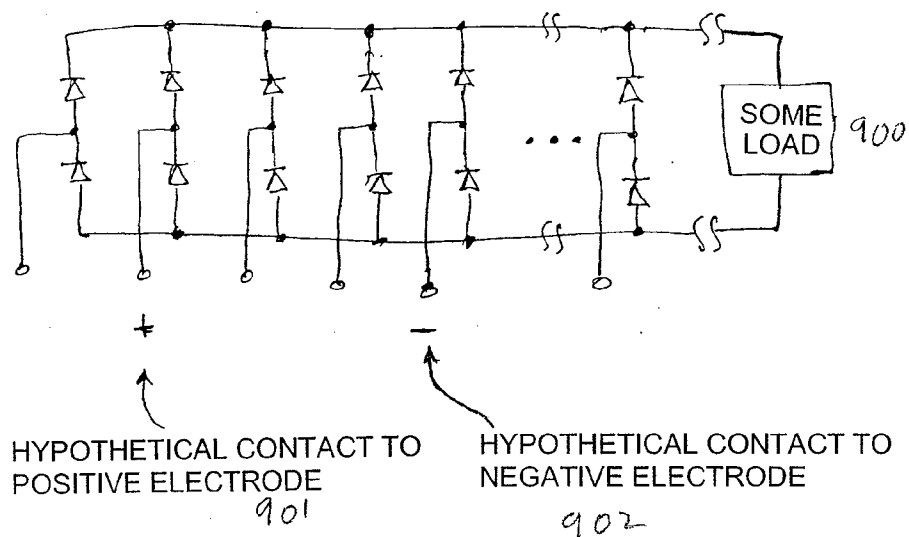 SOME
LOAD
900
+
−
HYPOTHETICAL CONTACT TO
POSITIVE ELECTRODE
901
HYPOTHETICAL CONTACT TO
NEGATIVE ELECTRODE
902